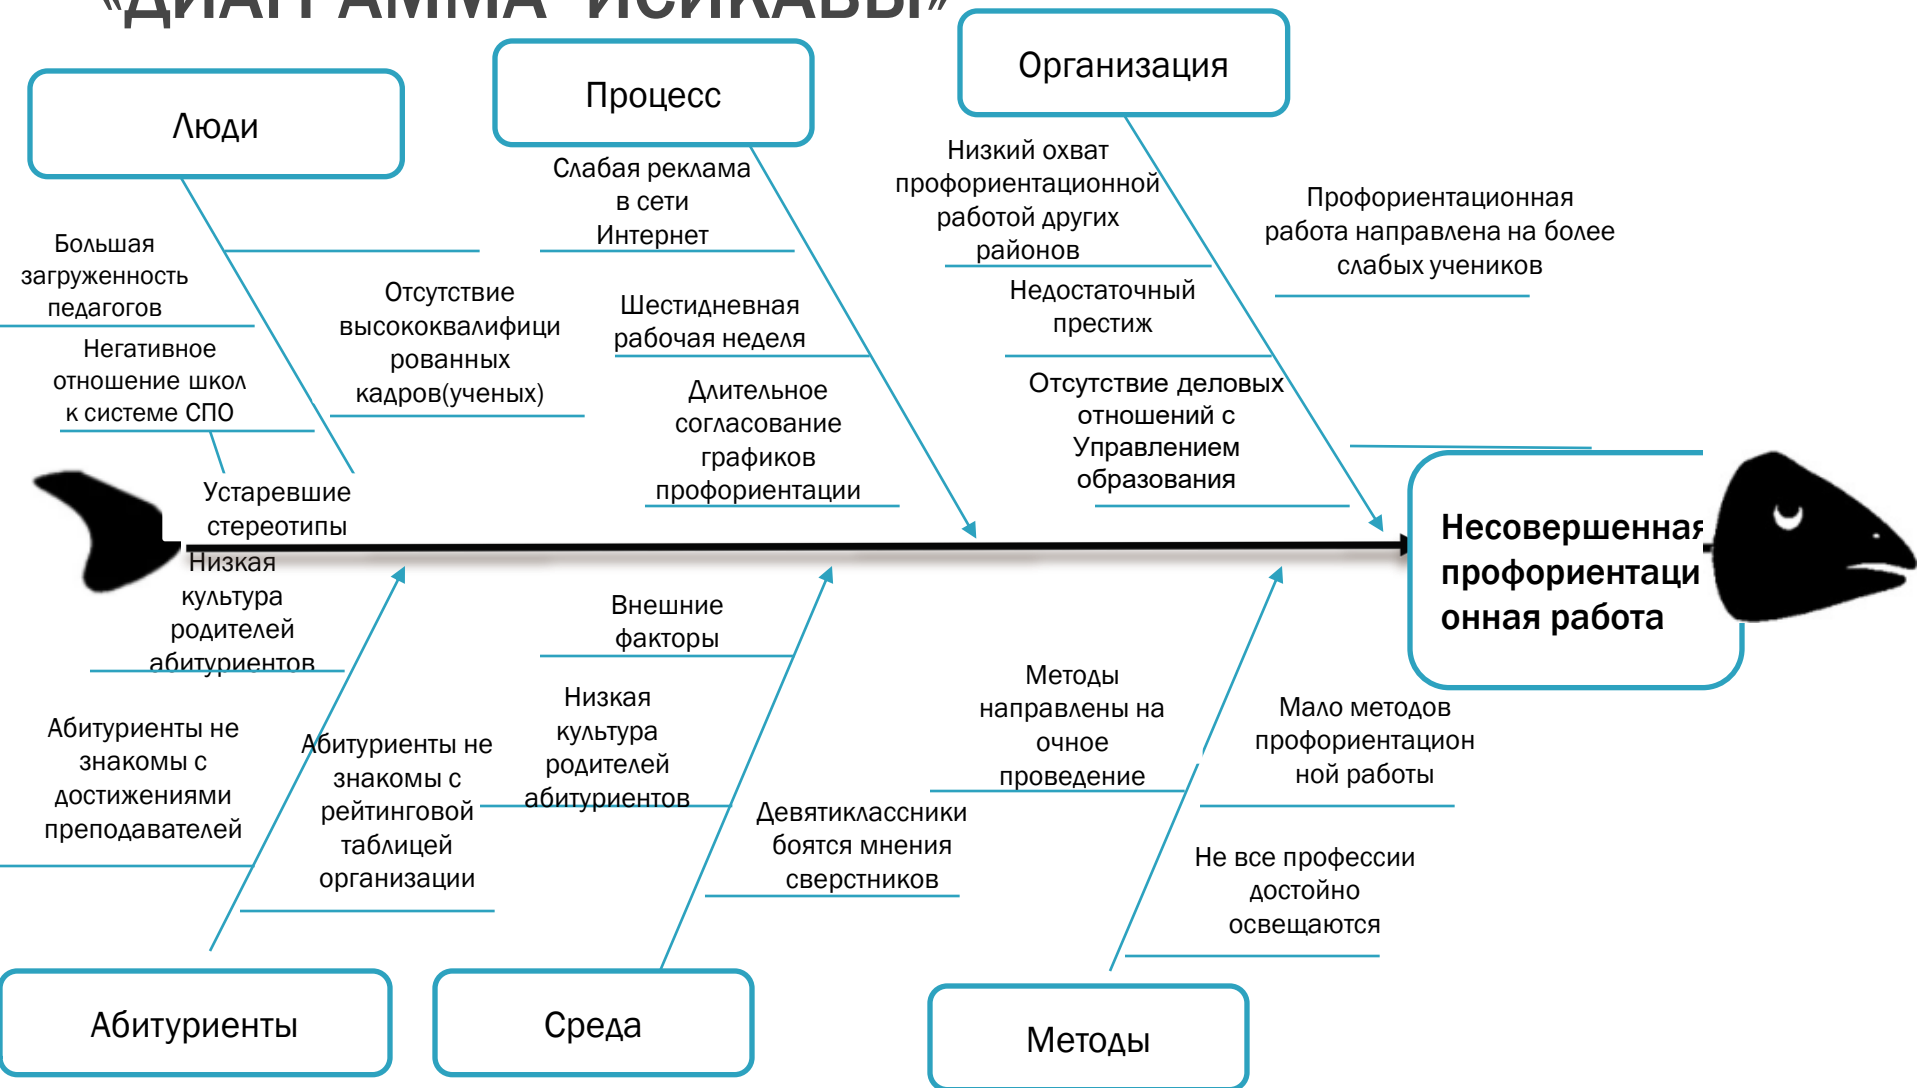 «ДИАГРАММА ИСИКАВЫ»
Люди
Процесс
Организация
Большая
загруженность
педагогов
Негативное
отношение школ
к системе СПО
Устаревшие
стереотипы
Отсутствие
высококвалифици
рованных
кадров(ученых)
Слабая реклама
в сети
Интернет
Шестидневная
рабочая неделя
Длительное
согласование
графиков
профориентации
Низкий охват
профориентационной
работой других
районов
Недостаточный
престиж
Отсутствие деловых
отношений с
Управлением
образования
Профориентационная
работа направлена на более
слабых учеников
Несовершенная
профориентаци
онная работа
Низкая
культура
родителей
абитуриентов
Абитуриенты не
знакомы с
достижениями
преподавателей
Абитуриенты не
знакомы с
рейтинговой
таблицей
организации
Внешние
факторы
Низкая
культура
родителей
абитуриентов
Девятиклассники
боятся мнения
сверстников
Методы
направлены на
очное
проведение
Мало методов
профориентацион
ной работы
Не все профессии
достойно
освещаются
Абитуриенты
Среда
Методы